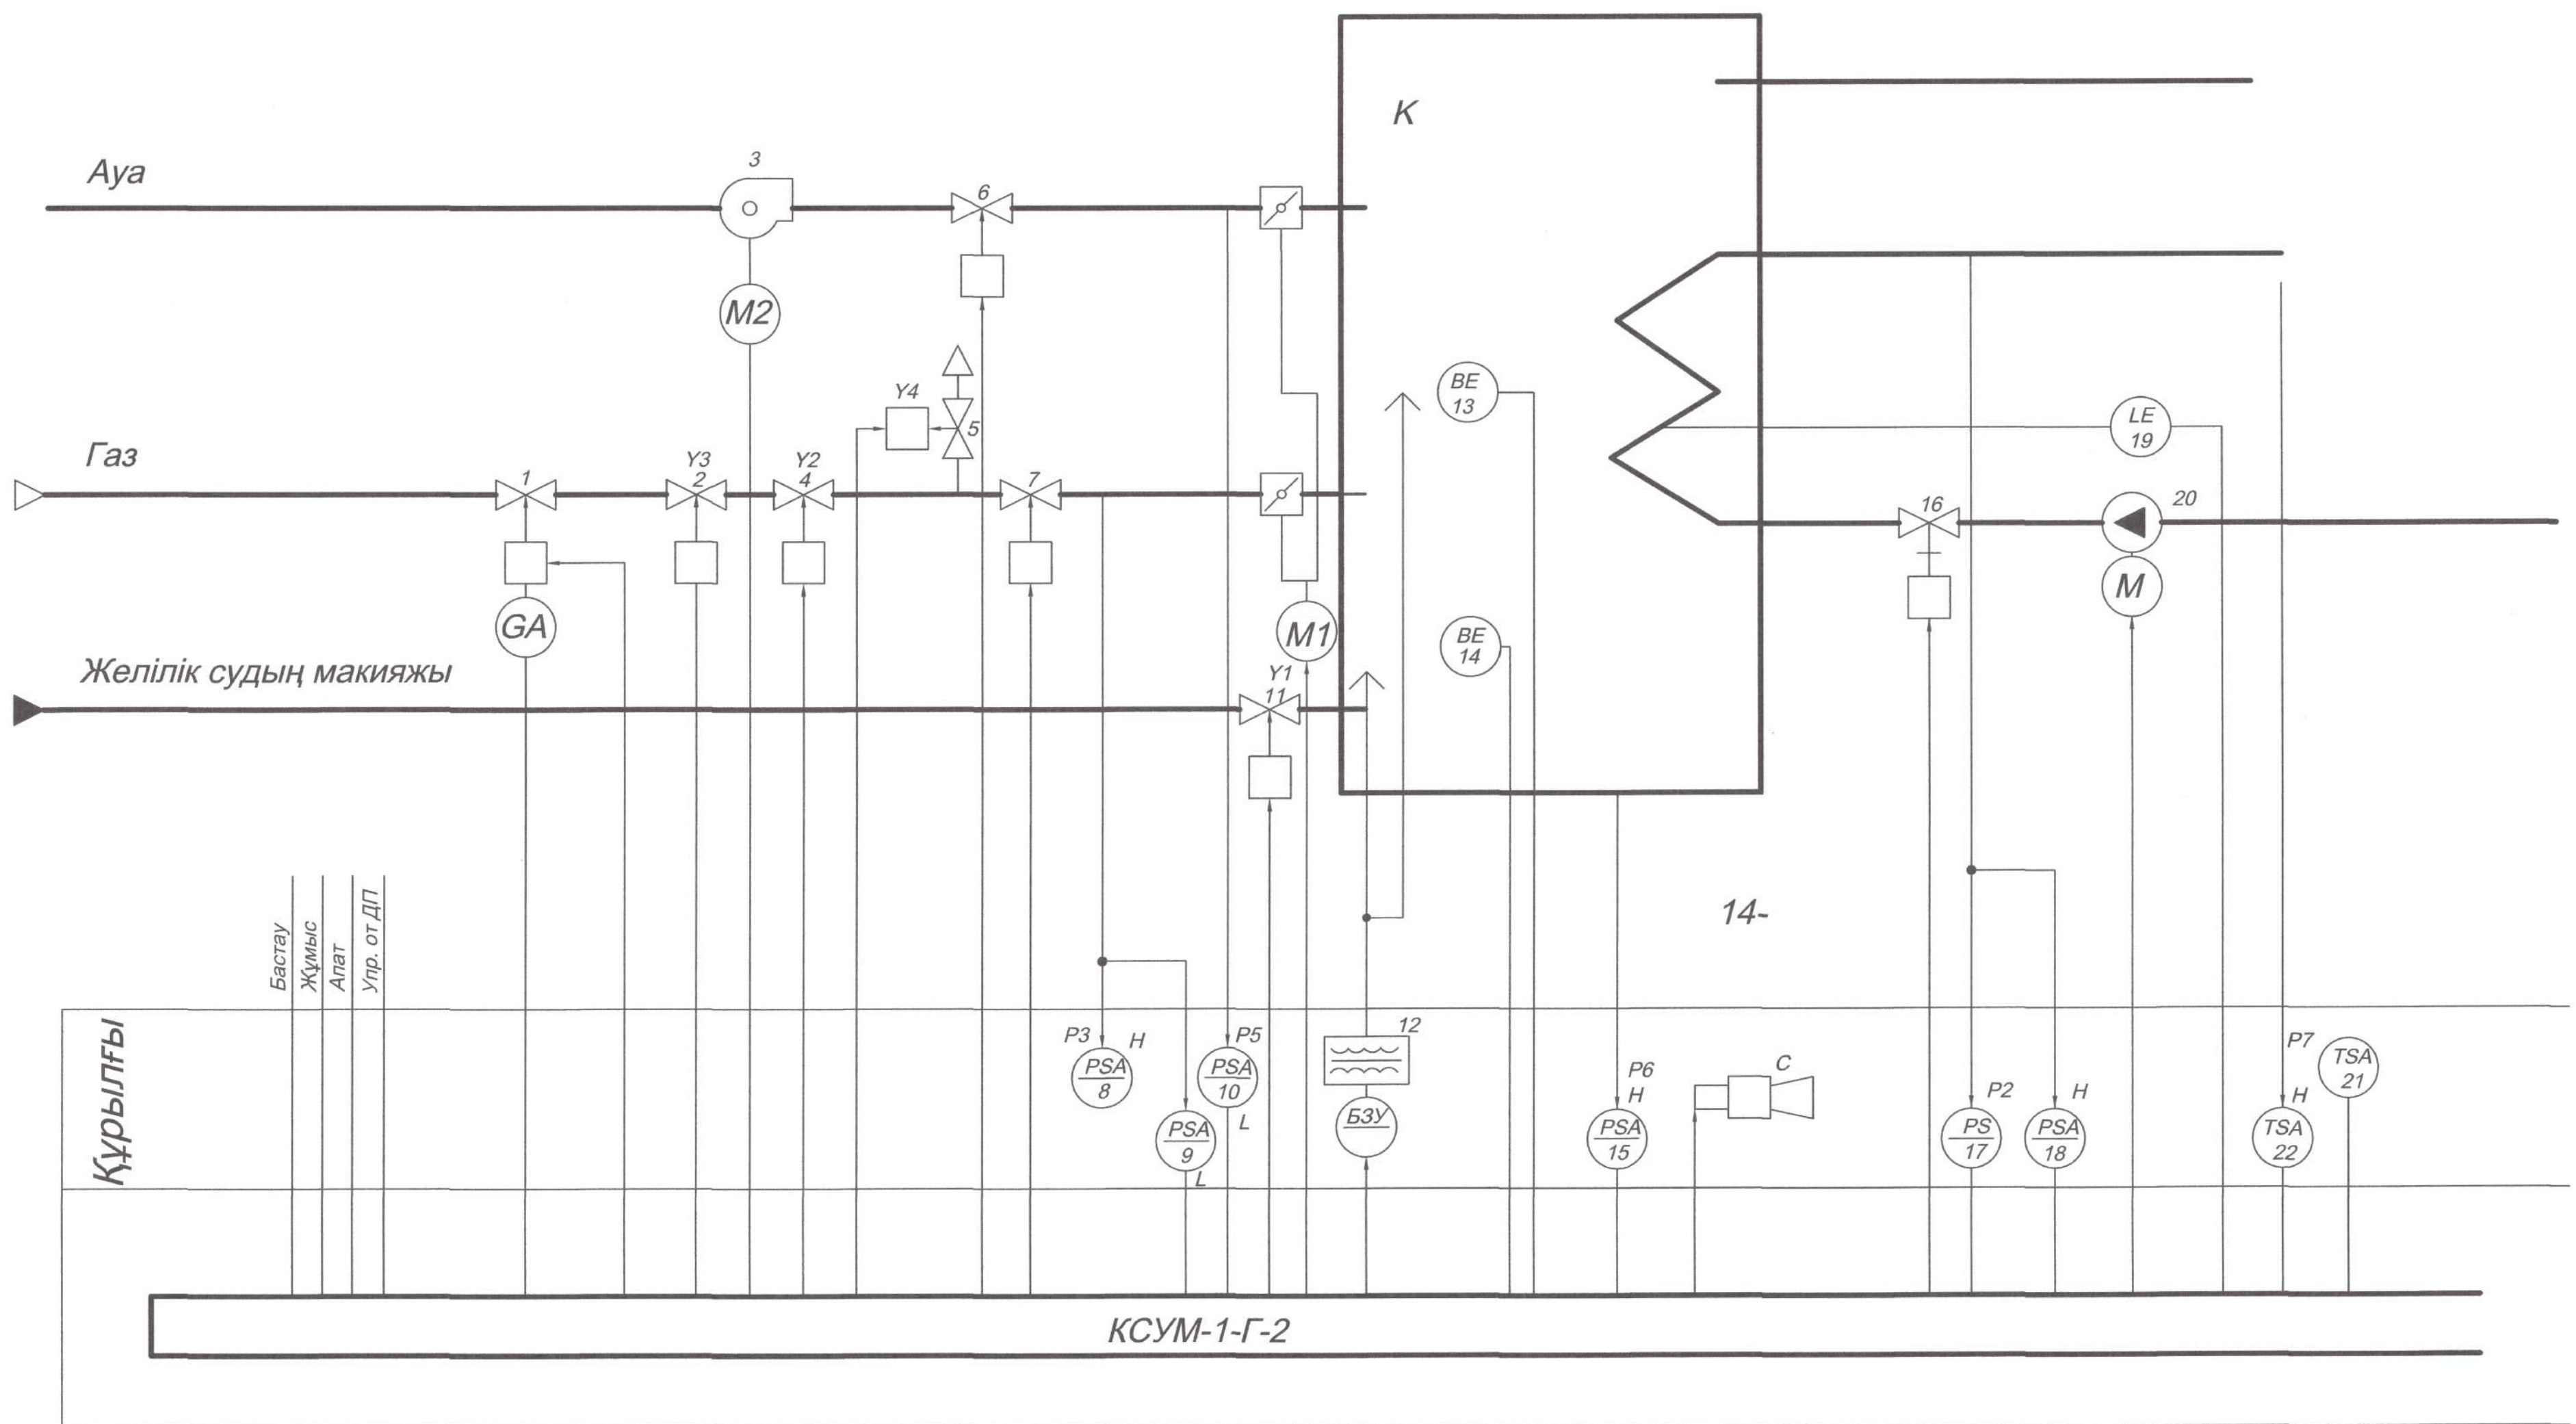 K
3
Ауа
6
M2
Y4
5
BE
13
LE
19
Газ
1
Y3
2
Y2
4
7
16
20
GA
M1
BE
14
M
Желілік судың макияжы
Y1
11
14-
Бастау
Жұмыс
Апат
Упр. от ДП
Құрылғы
P3
H
PSA
8
PSA
9
L
P5
PSA
10
L
12
БЗУ
P6
H
PSA
15
C
P2
PS
17
H
PSA
18
P7
H
TSA
22
TSA
21
КСУМ-1-Г-2